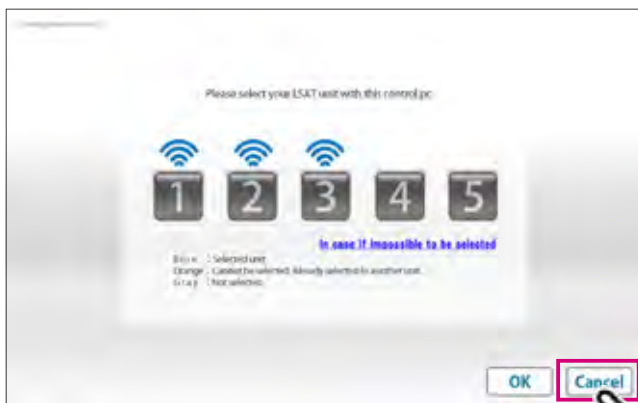 Please select your LSAT unit with this control pc.
1 2 3 4 5
In case if impossible to be selected
Blue : Selected unit
Orange : Cannot be selected. Already selected to another unit.
Gray : Not selected.
OK Cancel